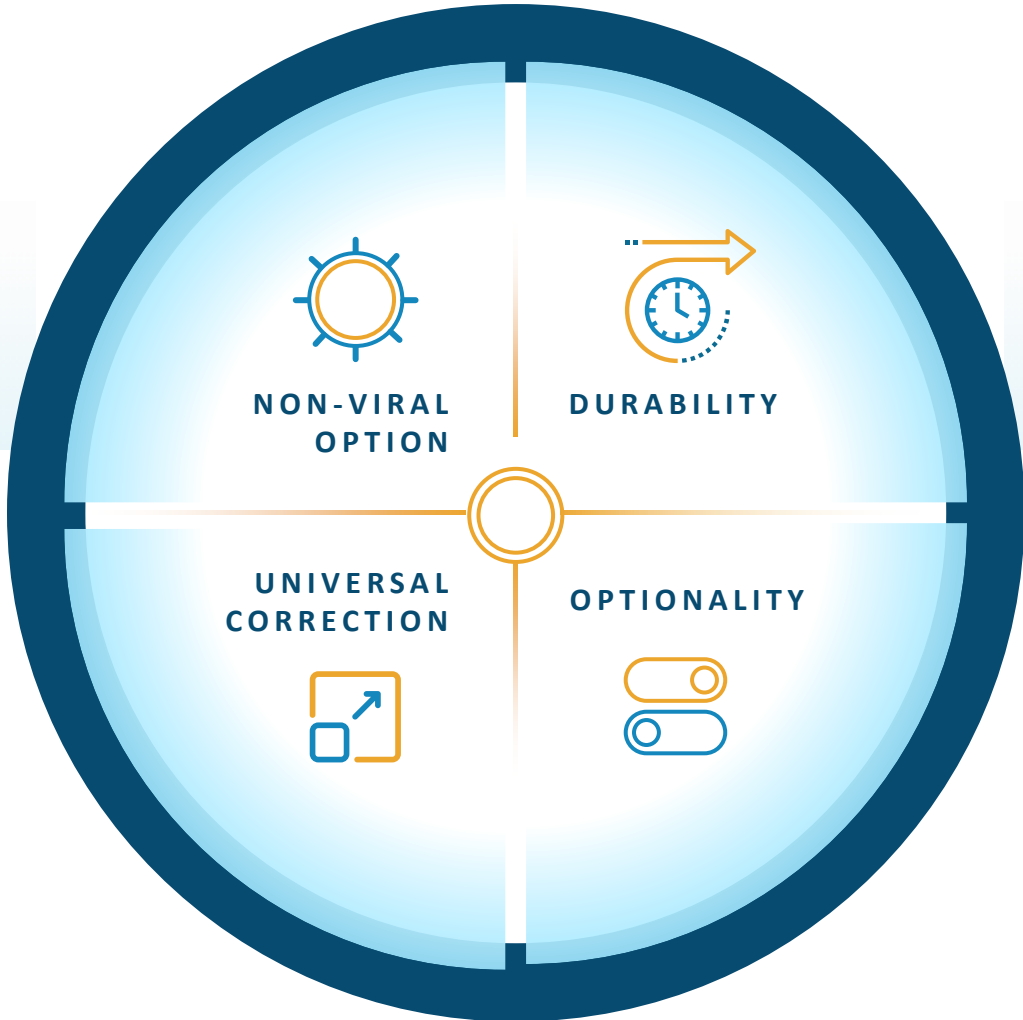 NON-VIRAL
OPTION
DURABILITY
UNIVERSAL
CORRECTION
OPTIONALITY